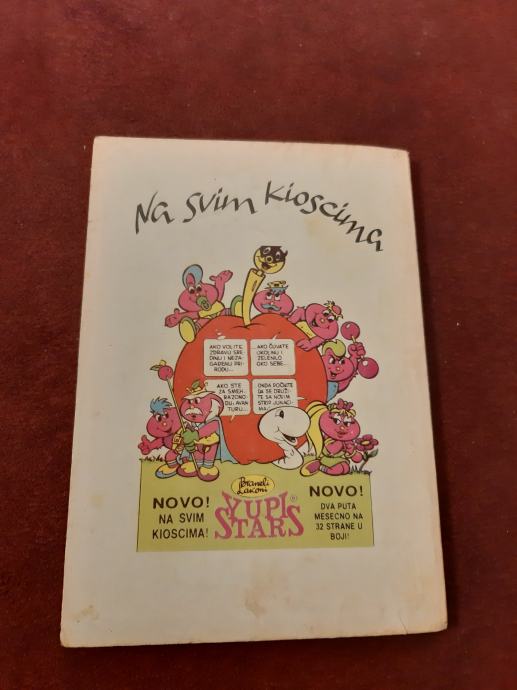 Na svim kioscima
AKO VOLITE
ZDRAVU SRE-
DINU I NEZA-
GAĐENU PRI-
RODU...
...AKO ČUVATE
OKOLINU I
ZELENILO
OKO SEBE...
AKO STE
ZA SMEH,
RAZONO-
DU, AVAN-
TURU...
ONDA POČNITE
DA SE DRUŽI-
TE SA NOVIM
STRIP JUNACI-
MA...
NOVO!
NA SVIM
KIOSCIMA!
YUPI ®
STARS
NOVO!
DVA PUTA
MESECNO NA
32 STRANE U
BOJI!